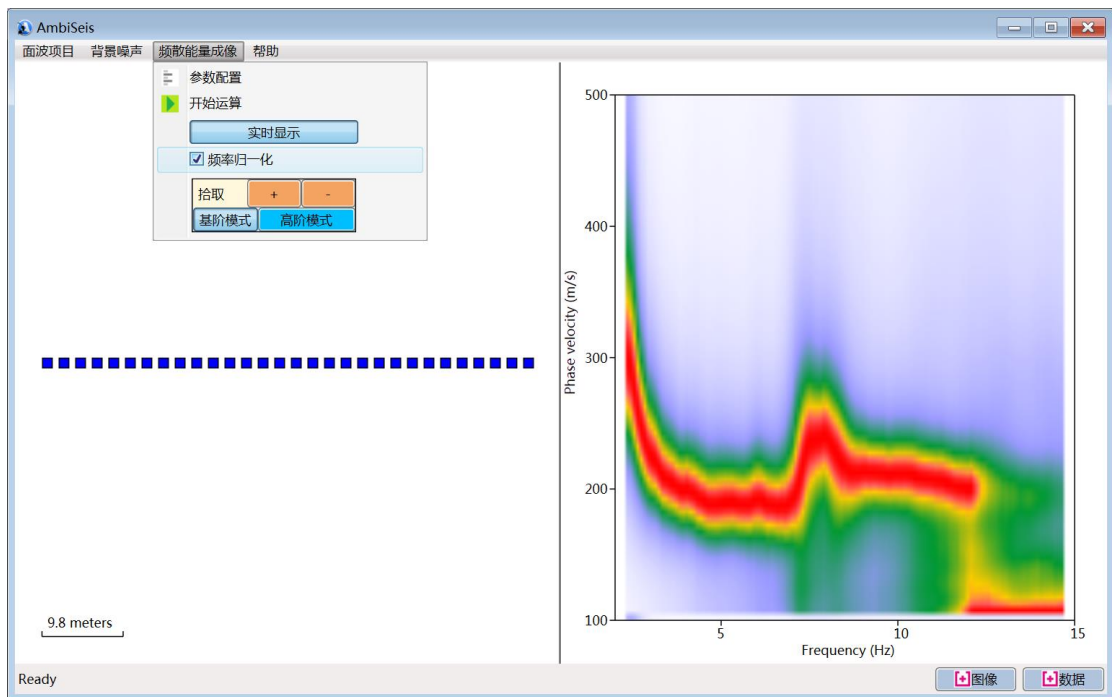 AmbiSeis
面波项目 背景噪声 频散能量成像 帮助
参数配置
开始运算
实时显示
频率归一化
拾取 + -
基阶模式 高阶模式
9.8 meters
Phase velocity (m/s)
500
400
300
200
100
5 10 15
Frequency (Hz)
Ready 图像 数据